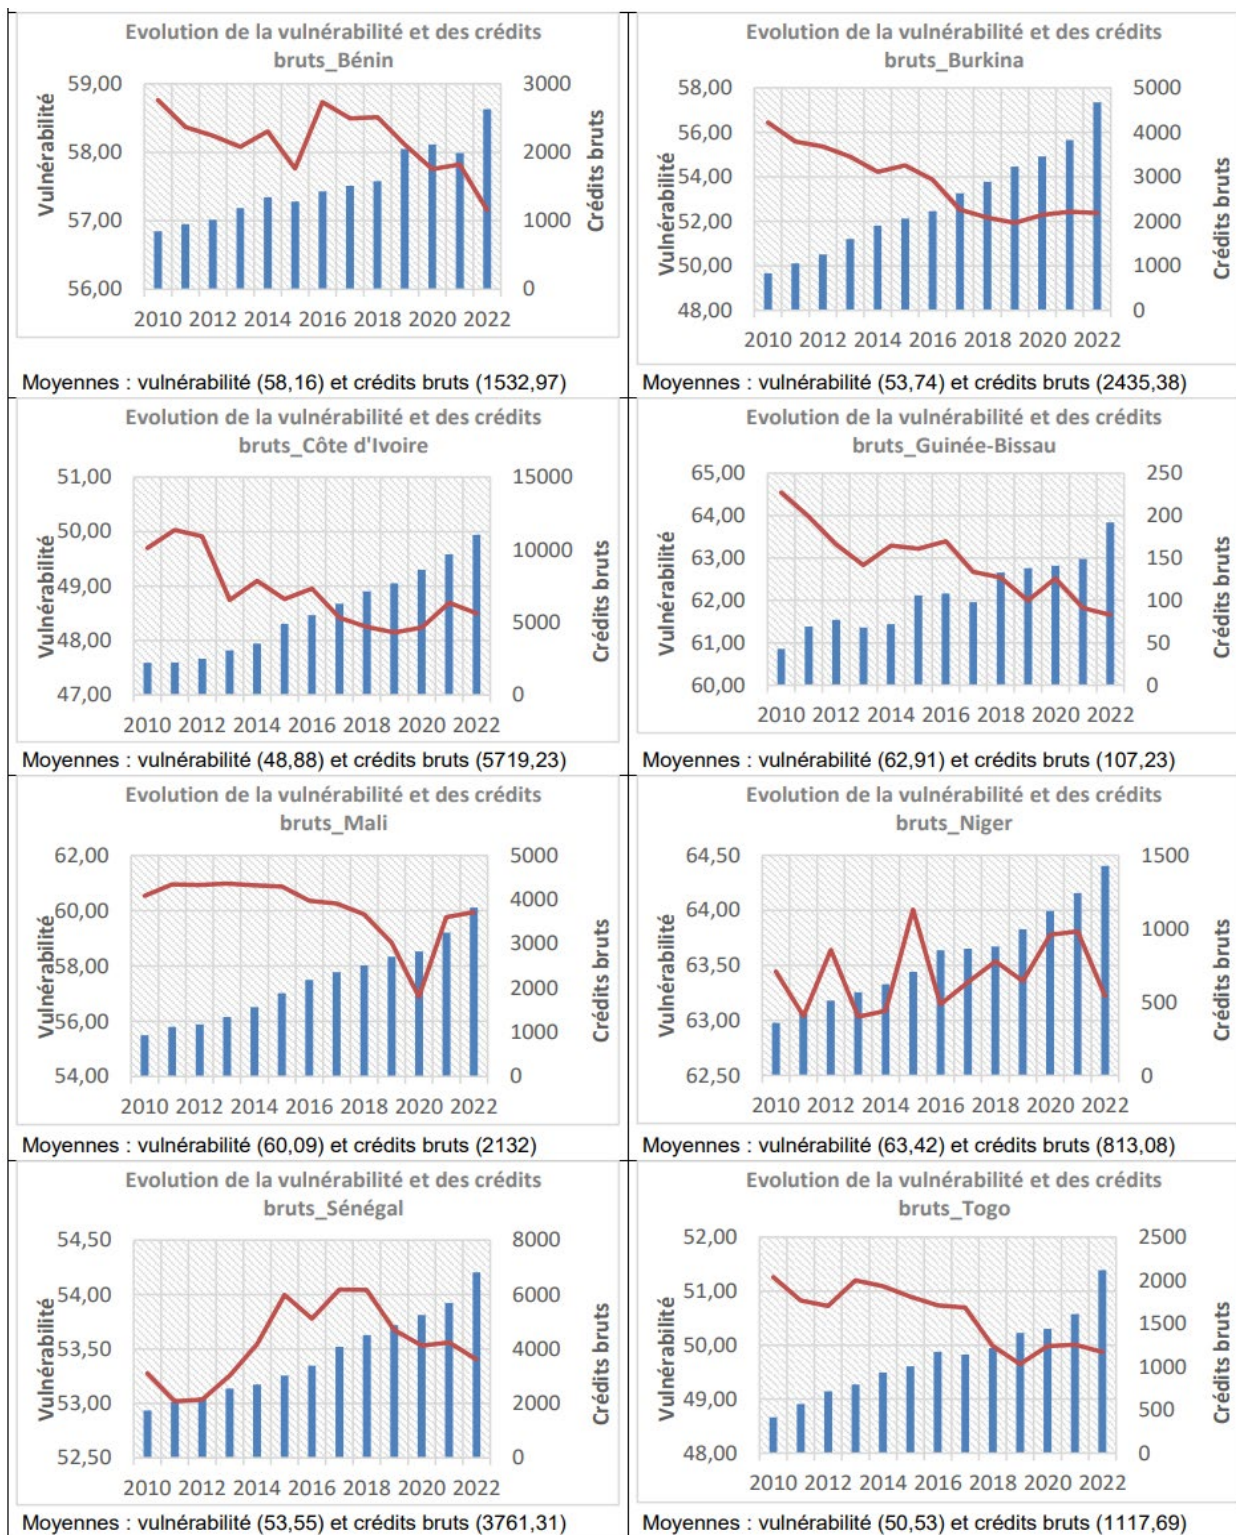 Evolution de la vulnérabilité et des crédits
bruts_Bénin
Vulnérabilité
59,00
58,00
57,00
56,00
3000
2000
1000
0
Crédits bruts
2010 2012 2014 2016 2018 2020 2022
Moyennes : vulnérabilité (58,16) et crédits bruts (1532,97)
Evolution de la vulnérabilité et des crédits
bruts_Burkina
Vulnérabilité
58,00
56,00
54,00
52,00
50,00
48,00
5000
4000
3000
2000
1000
0
Crédits bruts
2010 2012 2014 2016 2018 2020 2022
Moyennes : vulnérabilité (53,74) et crédits bruts (2435,38)
Evolution de la vulnérabilité et des crédits
bruts_Côte d'Ivoire
Vulnérabilité
51,00
50,00
49,00
48,00
47,00
15000
10000
5000
0
Crédits bruts
2010 2012 2014 2016 2018 2020 2022
Moyennes : vulnérabilité (48,88) et crédits bruts (5719,23)
Evolution de la vulnérabilité et des crédits
bruts_Guinée-Bissau
Vulnérabilité
65,00
64,00
63,00
62,00
61,00
60,00
250
200
150
100
50
0
Crédits bruts
2010 2012 2014 2016 2018 2020 2022
Moyennes : vulnérabilité (62,91) et crédits bruts (107,23)
Evolution de la vulnérabilité et des crédits
bruts_Mali
Vulnérabilité
62,00
60,00
58,00
56,00
54,00
5000
4000
3000
2000
1000
0
Crédits bruts
2010 2012 2014 2016 2018 2020 2022
Moyennes : vulnérabilité (60,09) et crédits bruts (2132)
Evolution de la vulnérabilité et des crédits
bruts_Niger
Vulnérabilité
64,50
64,00
63,50
63,00
62,50
1500
1000
500
0
Crédits bruts
2010 2012 2014 2016 2018 2020 2022
Moyennes : vulnérabilité (63,42) et crédits bruts (813,08)
Evolution de la vulnérabilité et des crédits
bruts_Sénégal
Vulnérabilité
54,50
54,00
53,50
53,00
52,50
8000
6000
4000
2000
0
Crédits bruts
2010 2012 2014 2016 2018 2020 2022
Moyennes : vulnérabilité (53,55) et crédits bruts (3761,31)
Evolution de la vulnérabilité et des crédits
bruts_Togo
Vulnérabilité
52,00
51,00
50,00
49,00
48,00
2500
2000
1500
1000
500
0
Crédits bruts
2010 2012 2014 2016 2018 2020 2022
Moyennes : vulnérabilité (50,53) et crédits bruts (1117,69)